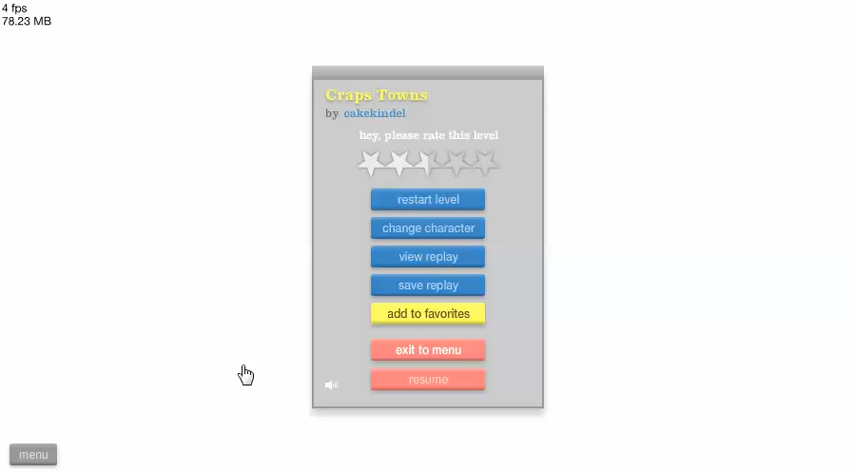 4 fps
78.23 MB
Craps Towns
by cakekindel
hey, please rate this level
restart level
change character
view replay
save replay
add to favorites
exit to menu
resume
menu